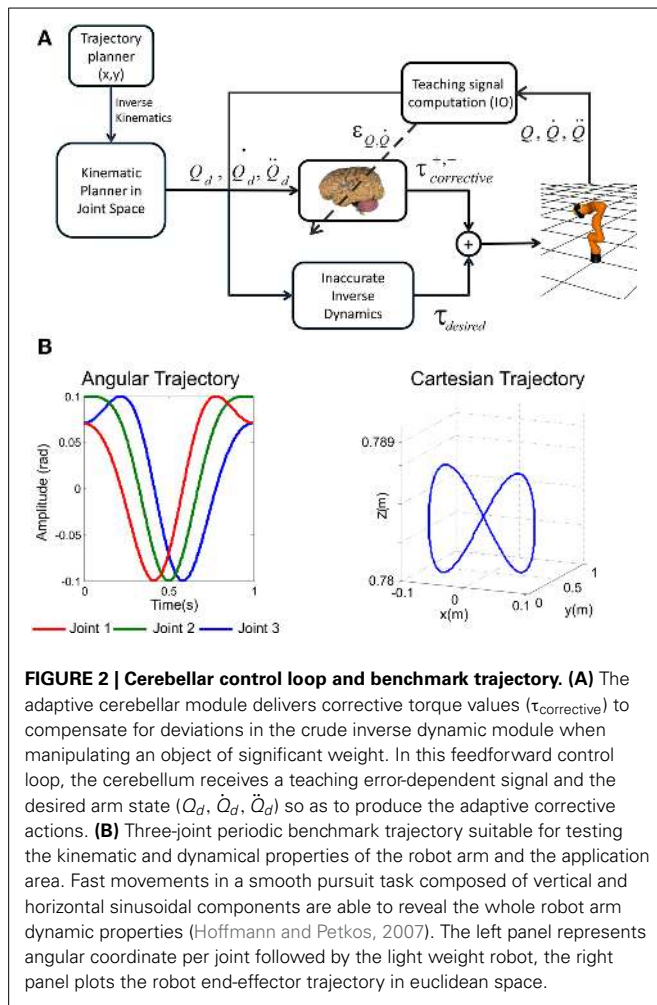 A
Trajectory
planner
(x,y)
Inverse
Kinematics
Kinematic
Planner in
Joint Space
Q_d , Q̇_d , Q̈_d
Teaching signal
computation (IO)
ε_{Q,Q̇}
Q, Q̇, Q̈
τ^{+,-}_{corrective}
+
Inaccurate
Inverse
Dynamics
τ_{desired}
B
Angular Trajectory
Amplitude (rad)
0.1
0.05
0
-0.05
-0.1
0
0.5
1
Time(s)
Joint 1
Joint 2
Joint 3
Cartesian Trajectory
Z(m)
0.789
0.78
-0.1
0
0.1
x(m)
0
0.5
1
y(m)
FIGURE 2 | Cerebellar control loop and benchmark trajectory. (A) The
adaptive cerebellar module delivers corrective torque values (τcorrective) to
compensate for deviations in the crude inverse dynamic module when
manipulating an object of significant weight. In this feedforward control
loop, the cerebellum receives a teaching error-dependent signal and the
desired arm state (Q_d, Q̇_d, Q̈_d) so as to produce the adaptive corrective
actions. (B) Three-joint periodic benchmark trajectory suitable for testing
the kinematic and dynamical properties of the robot arm and the application
area. Fast movements in a smooth pursuit task composed of vertical and
horizontal sinusoidal components are able to reveal the whole robot arm
dynamic properties (Hoffmann and Petkos, 2007). The left panel represents
angular coordinate per joint followed by the light weight robot, the right
panel plots the robot end-effector trajectory in euclidean space.